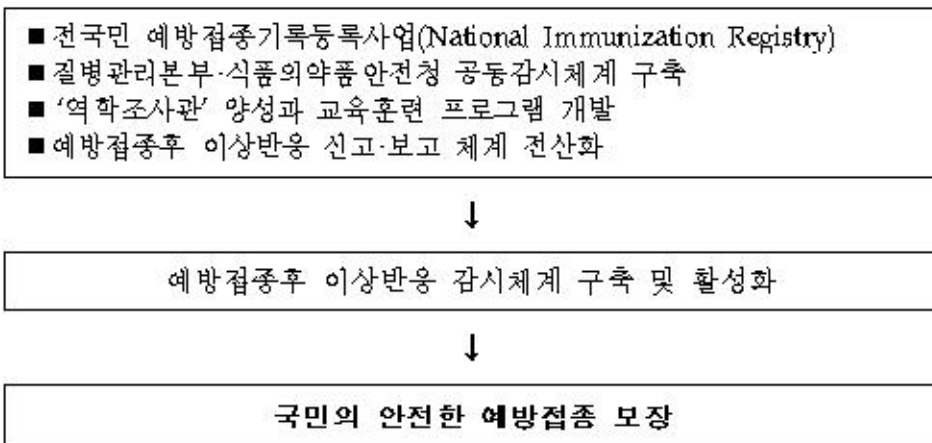 ■ 전국민 예방접종기록등록사업(National Immunization Registry)
■ 질병관리본부·식품의약품안전청 공동감시체계 구축
■ ‘역학조사관’ 양성과 교육훈련 프로그램 개발
■ 예방접종후 이상반응 신고·보고 체계 전산화
↓
예방접종후 이상반응 감시체계 구축 및 활성화
↓
국민의 안전한 예방접종 보장